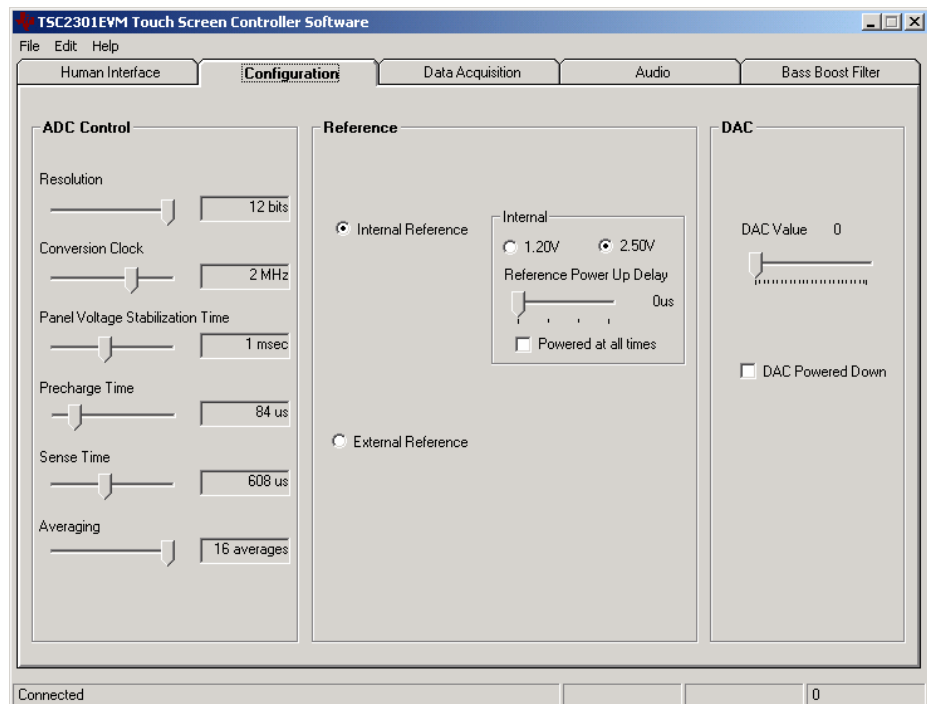 TSC2301EVM Touch Screen Controller Software
File Edit Help
Human Interface Configuration Data Acquisition Audio Bass Boost Filter
ADC Control
Resolution
12 bits
Conversion Clock
2 MHz
Panel Voltage Stabilization Time
1 msec
Precharge Time
84 us
Sense Time
608 us
Averaging
16 averages
Reference
Internal Reference
Internal
1.20V 2.50V
Reference Power Up Delay
0us
Powered at all times
External Reference
DAC
DAC Value 0
DAC Powered Down
Connected 0